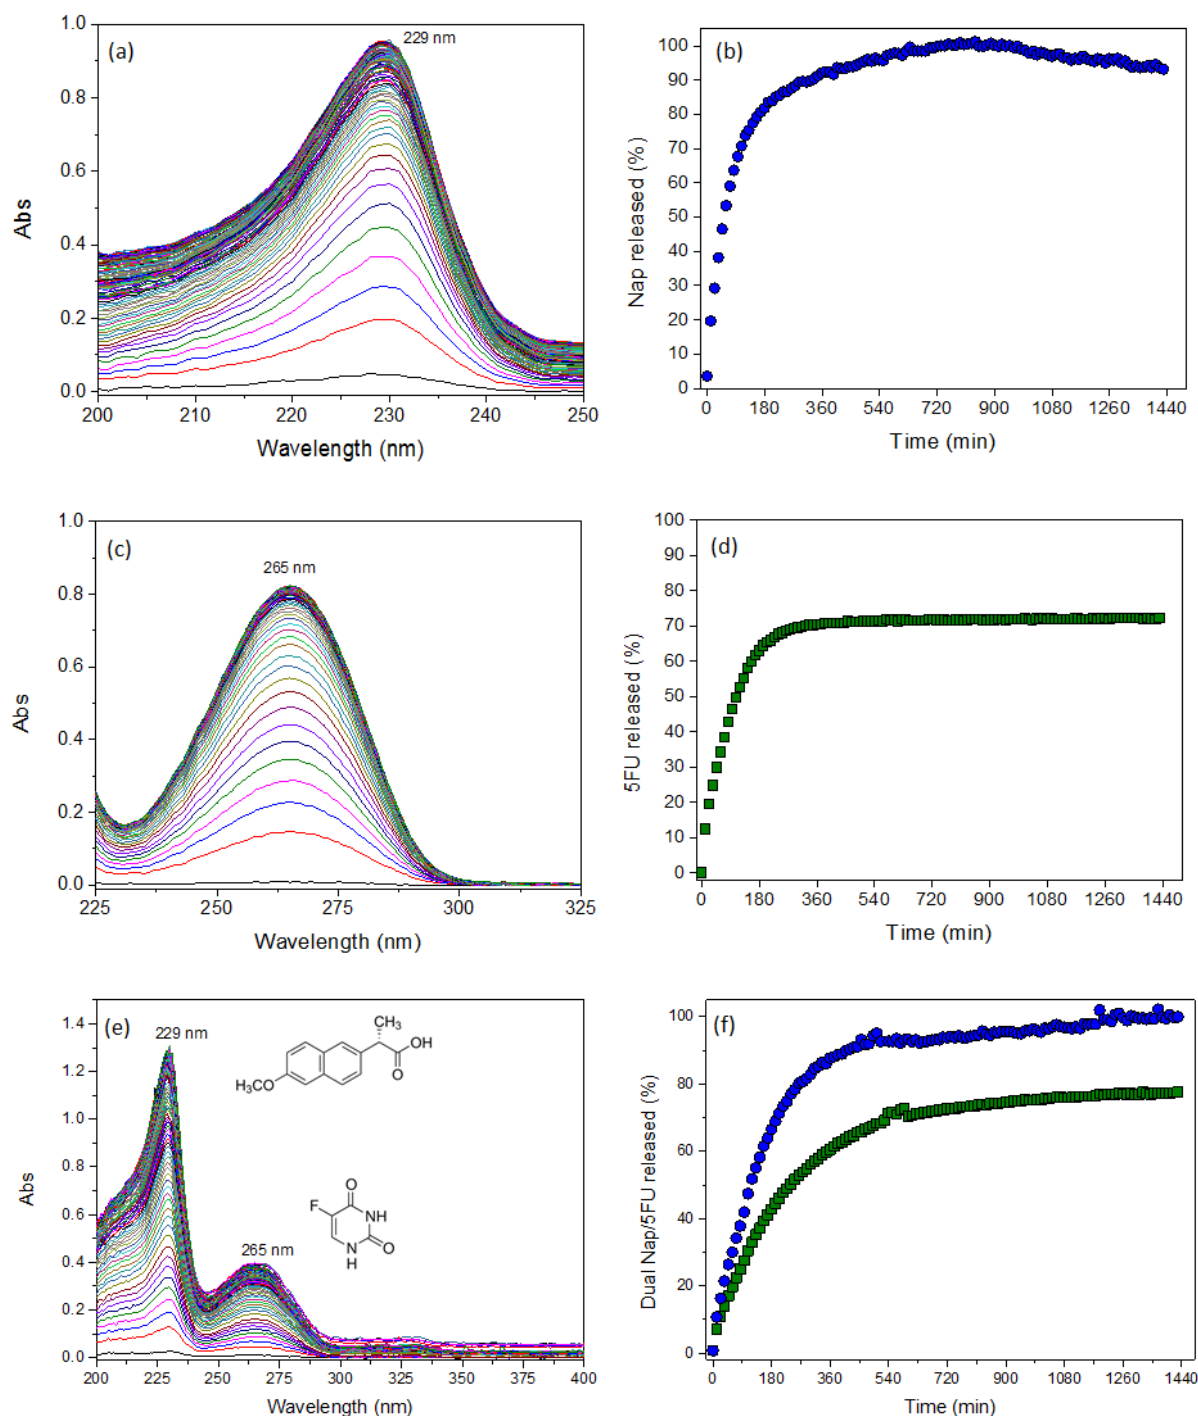 (a)
229 nm
1.0
0.8
0.6
0.4
0.2
0.0
Abs
200 210 220 230 240 250
Wavelength (nm)
(b)
100
90
80
70
60
50
40
30
20
10
0
Nap released (%)
0 180 360 540 720 900 1080 1260 1440
Time (min)
(c)
265 nm
1.0
0.8
0.6
0.4
0.2
0.0
Abs
225 250 275 300 325
Wavelength (nm)
(d)
100
90
80
70
60
50
40
30
20
10
0
5FU released (%)
0 180 360 540 720 900 1080 1260 1440
Time (min)
(e)
229 nm
265 nm
CH₃
OH
O
H₃CO
O
F
NH
N
H
O
1.4
1.2
1.0
0.8
0.6
0.4
0.2
0.0
Abs
200 225 250 275 300 325 350 375 400
Wavelength (nm)
(f)
100
80
60
40
20
0
Dual Nap/5FU released (%)
0 180 360 540 720 900 1080 1260 1440
Time (min)